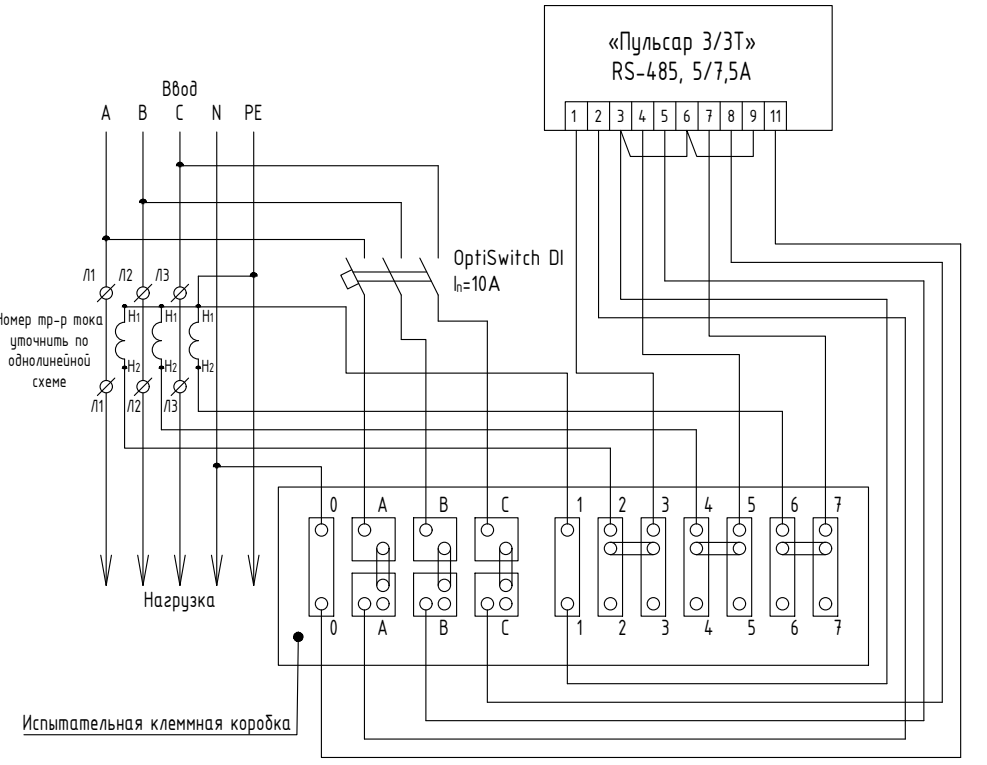 «Пульсар 3/3Т»
RS-485, 5/7,5А
1 2 3 4 5 6 7 8 9 11
Ввод
A B C N PE
OptiSwitch DI
Iн=10А
Л1 Л2 Л3
Н1 Н1 Н1
Номер тр-р тока
уточнить по
однолинейной
схеме
Н2 Н2 Н2
Л1 Л2 Л3
0 A B C 1 2 3 4 5 6 7
Нагрузка
0 A B C 1 2 3 4 5 6 7
Испытательная клеммная коробка